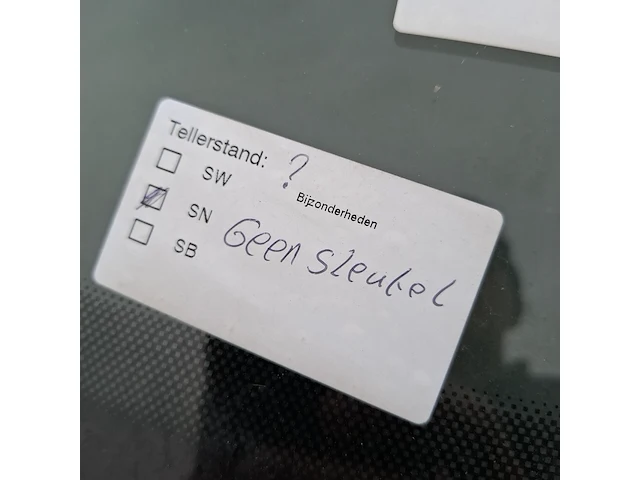 Tellerstand: ?
SW
Bijzonderheden
SN
Geen sleutel
SB